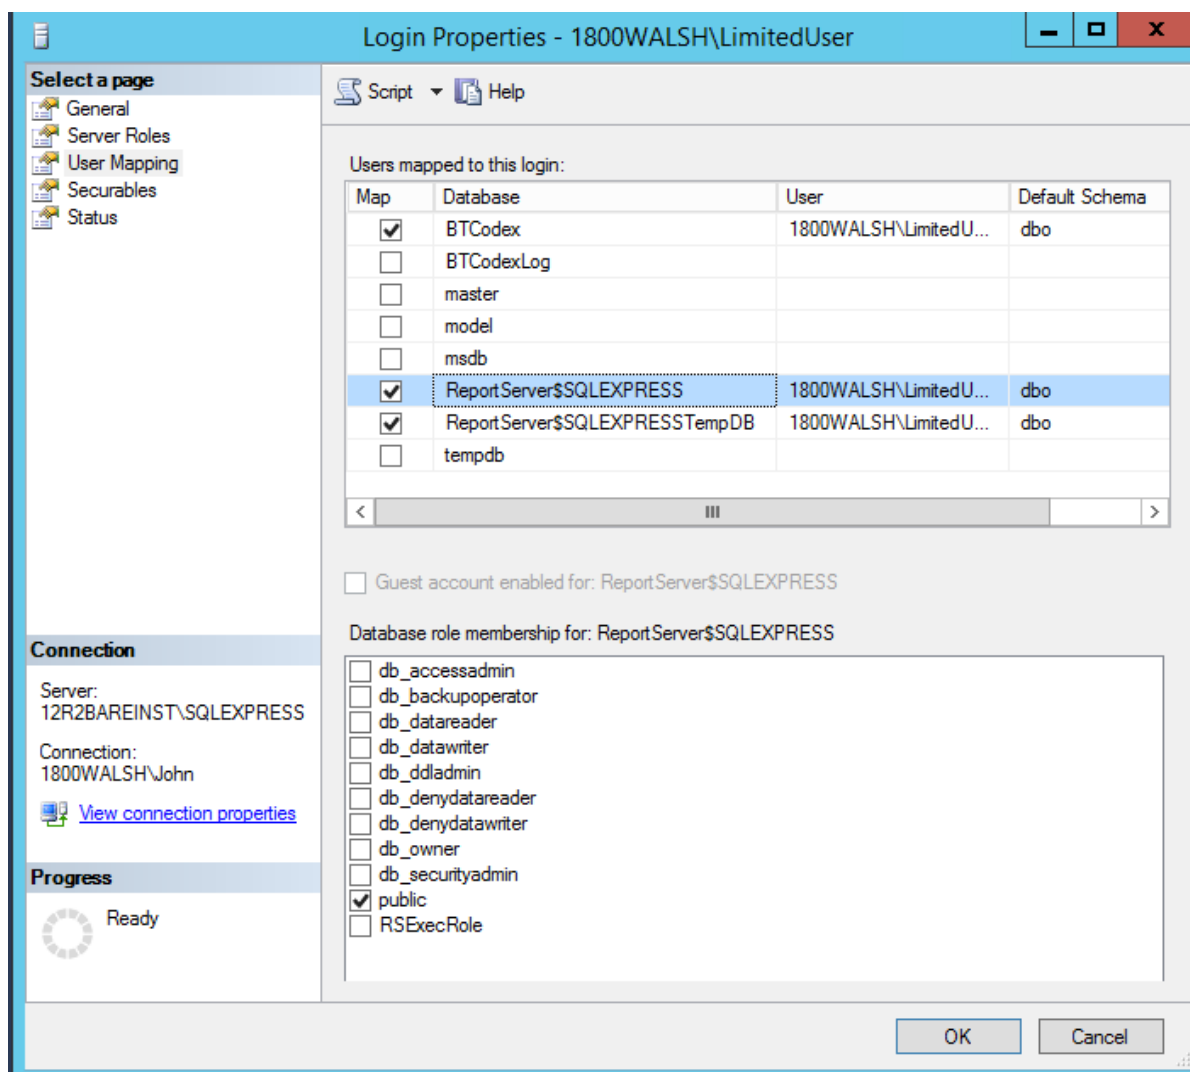 Login Properties - 1800WALSH\LimitedUser
x
Select a page
General
Server Roles
User Mapping
Securables
Status
Script Help
Users mapped to this login:
Map Database User Default Schema
BTCodex 1800WALSH\LimitedU... dbo
BTCodexLog
master
model
msdb
ReportServer$SQLEXPRESS 1800WALSH\LimitedU... dbo
ReportServer$SQLEXPRESSTempDB 1800WALSH\LimitedU... dbo
tempdb
Guest account enabled for: ReportServer$SQLEXPRESS
Database role membership for: ReportServer$SQLEXPRESS
db_accessadmin
db_backupoperator
db_datareader
db_datawriter
db_ddladmin
db_denydatareader
db_denydatawriter
db_owner
db_securityadmin
public
RSExecRole
Connection
Server:
12R2BAREINST\SQLEXPRESS
Connection:
1800WALSH\John
View connection properties
Progress
Ready
OK Cancel